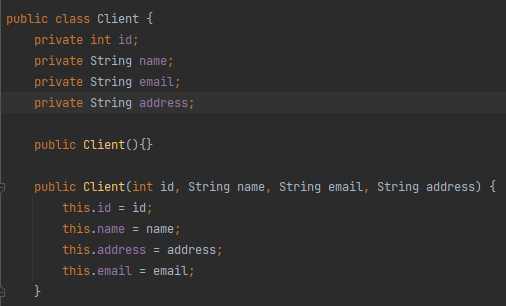 public class Client {
    private int id;
    private String name;
    private String email;
    private String address;
    public Client(){}
    public Client(int id, String name, String email, String address) {
        this.id = id;
        this.name = name;
        this.address = address;
        this.email = email;
    }